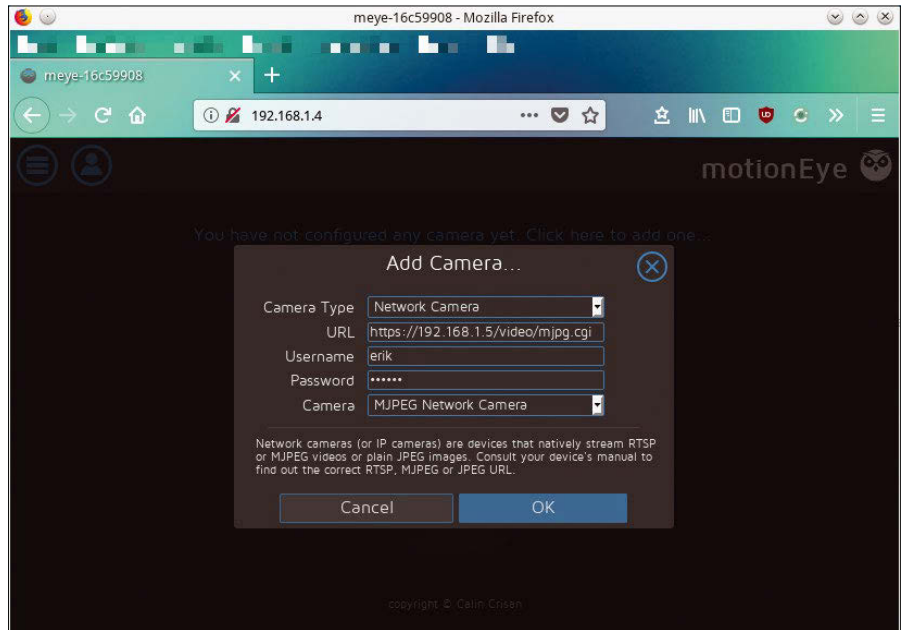 meye-16c59908 - Mozilla Firefox
meye-16c59908
192.168.1.4
motionEye
You have not configured any camera yet. Click here to add one...
Add Camera...
Camera Type Network Camera
URL https://192.168.1.5/video/mjpg.cgi
Username erik
Password ••••••
Camera MJPEG Network Camera
Network cameras (or IP cameras) are devices that natively stream RTSP
or MJPEG videos or plain JPEG images. Consult your device's manual to
find out the correct RTSP, MJPEG or JPEG URL.
Cancel OK
copyright © Calin Crisan